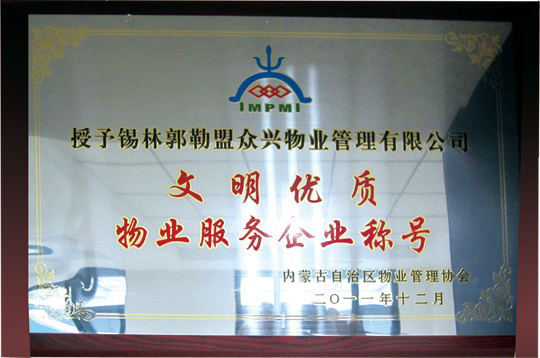 IMPMI
授予锡林郭勒盟众兴物业管理有限公司
文明优质
物业服务企业称号
内蒙古自治区物业管理协会
二〇一一年十二月